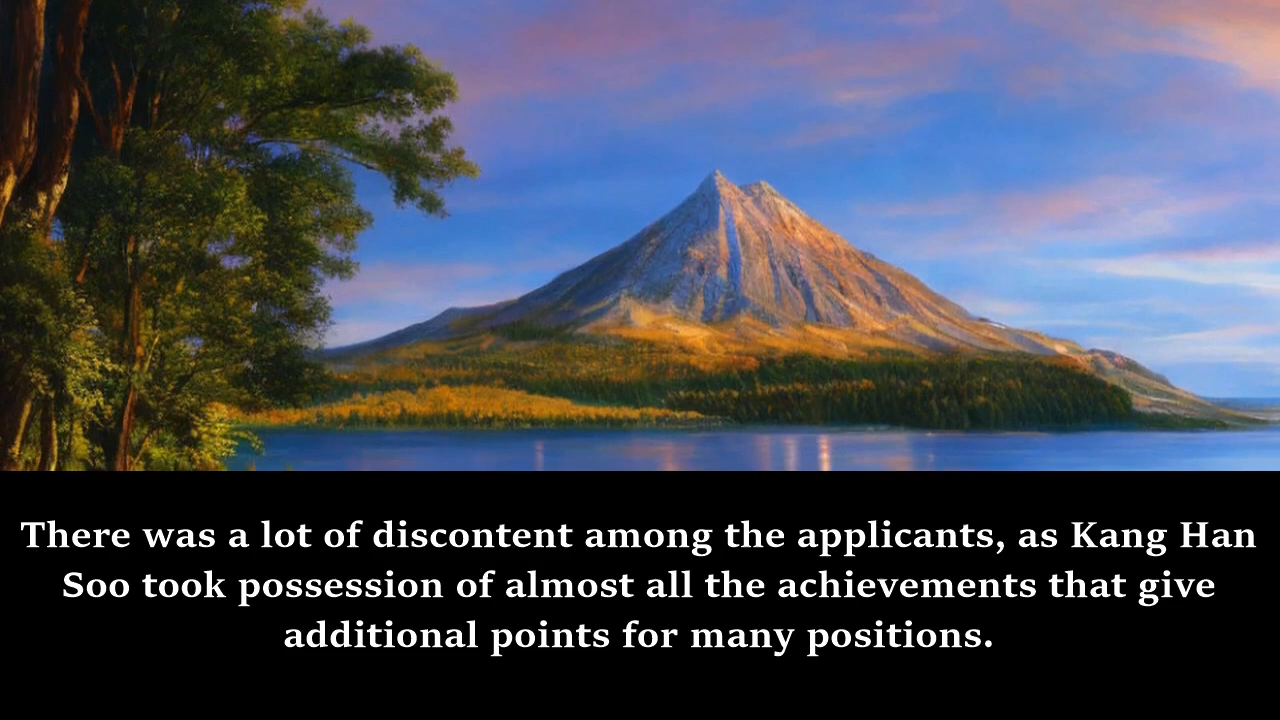 There was a lot of discontent among the applicants, as Kang Han
Soo took possession of almost all the achievements that give
additional points for many positions.